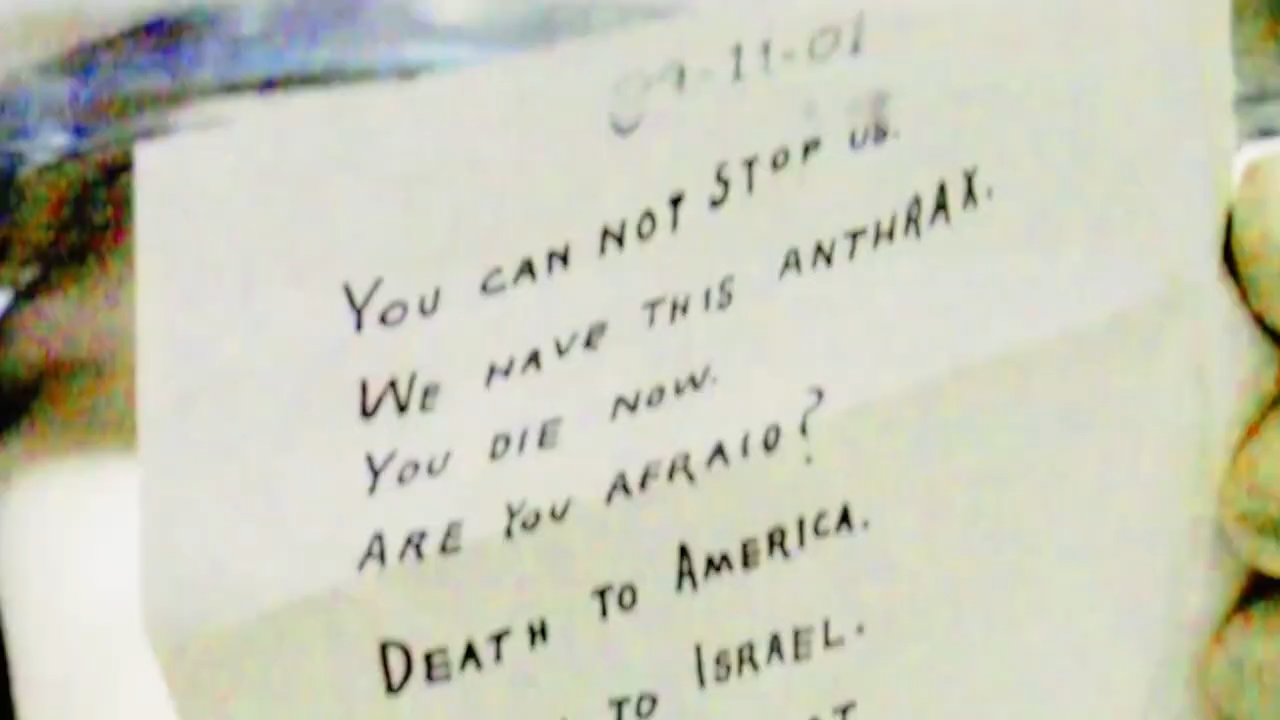 09-11-01
YOU CAN NOT STOP US.
WE HAVE THIS ANTHRAX.
YOU DIE NOW.
ARE YOU AFRAID?
DEATH TO AMERICA.
TO ISRAEL.